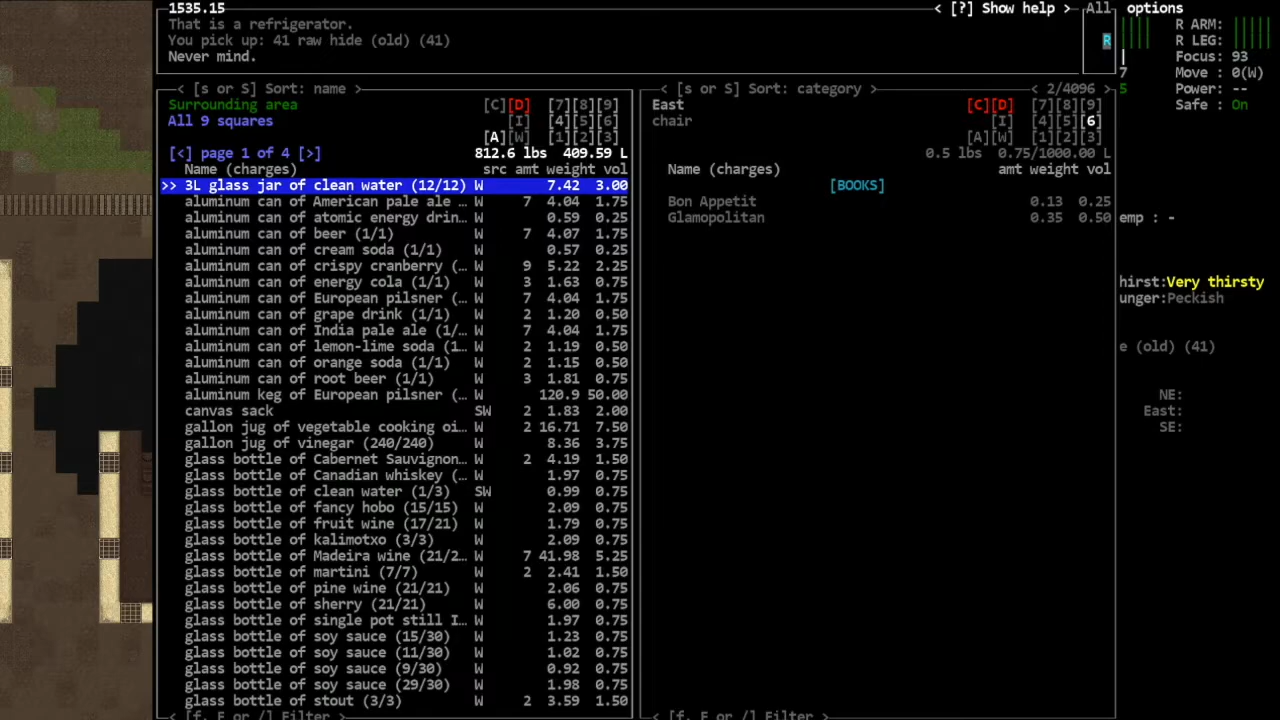 1535.15
< [?] Show help >
All
options
That is a refrigerator.
You pick up: 41 raw hide (old) (41)
Never mind.
R
R ARM:
R LEG:
Focus: 93
7 Move : 0(W)
5 Power: --
Safe : On
< [s or S] Sort: name >
Surrounding area [C][D] [7][8][9]
All 9 squares [I] [4][5][6]
[A][W] [1][2][3]
[<] page 1 of 4 [>] 812.6 lbs 409.59 L
Name (charges) src amt weight vol
>> 3L glass jar of clean water (12/12) W 7.42 3.00
aluminum can of American pale ale … W 7 4.04 1.75
aluminum can of atomic energy drin… W 0.59 0.25
aluminum can of beer (1/1) W 7 4.07 1.75
aluminum can of cream soda (1/1) W 0.57 0.25
aluminum can of crispy cranberry (… W 9 5.22 2.25
aluminum can of energy cola (1/1) W 3 1.63 0.75
aluminum can of European pilsner (… W 7 4.04 1.75
aluminum can of grape drink (1/1) W 2 1.20 0.50
aluminum can of India pale ale (1/… W 7 4.04 1.75
aluminum can of lemon-lime soda (1… W 2 1.19 0.50
aluminum can of orange soda (1/1) W 2 1.15 0.50
aluminum can of root beer (1/1) W 3 1.81 0.75
aluminum keg of European pilsner (… W 120.9 50.00
canvas sack SW 2 1.83 2.00
gallon jug of vegetable cooking oi… W 2 16.71 7.50
gallon jug of vinegar (240/240) W 8.36 3.75
glass bottle of Cabernet Sauvignon… W 2 4.19 1.50
glass bottle of Canadian whiskey (… W 1.97 0.75
glass bottle of clean water (1/3) SW 0.99 0.75
glass bottle of fancy hobo (15/15) W 2.09 0.75
glass bottle of fruit wine (17/21) W 1.79 0.75
glass bottle of kalimotxo (3/3) W 2.09 0.75
glass bottle of Madeira wine (21/2… W 7 41.98 5.25
glass bottle of martini (7/7) W 2 2.41 1.50
glass bottle of pine wine (21/21) W 2.06 0.75
glass bottle of sherry (21/21) W 6.00 0.75
glass bottle of single pot still I… W 1.97 0.75
glass bottle of soy sauce (15/30) W 1.23 0.75
glass bottle of soy sauce (11/30) W 1.02 0.75
glass bottle of soy sauce (9/30) W 0.92 0.75
glass bottle of soy sauce (29/30) W 1.98 0.75
glass bottle of stout (3/3) W 2 3.59 1.50
< [f, F or /] Filter >
< [s or S] Sort: category > < 2/4096 >
East [C][D] [7][8][9]
chair [I] [4][5][6]
[A][W] [1][2][3]
0.5 lbs 0.75/1000.00 L
Name (charges) amt weight vol
[BOOKS]
Bon Appetit 0.13 0.25
Glamopolitan 0.35 0.50
< [f, F or /] Filter >
emp : -
hirst:Very thirsty
unger:Peckish
e (old) (41)
NE:
East:
SE: